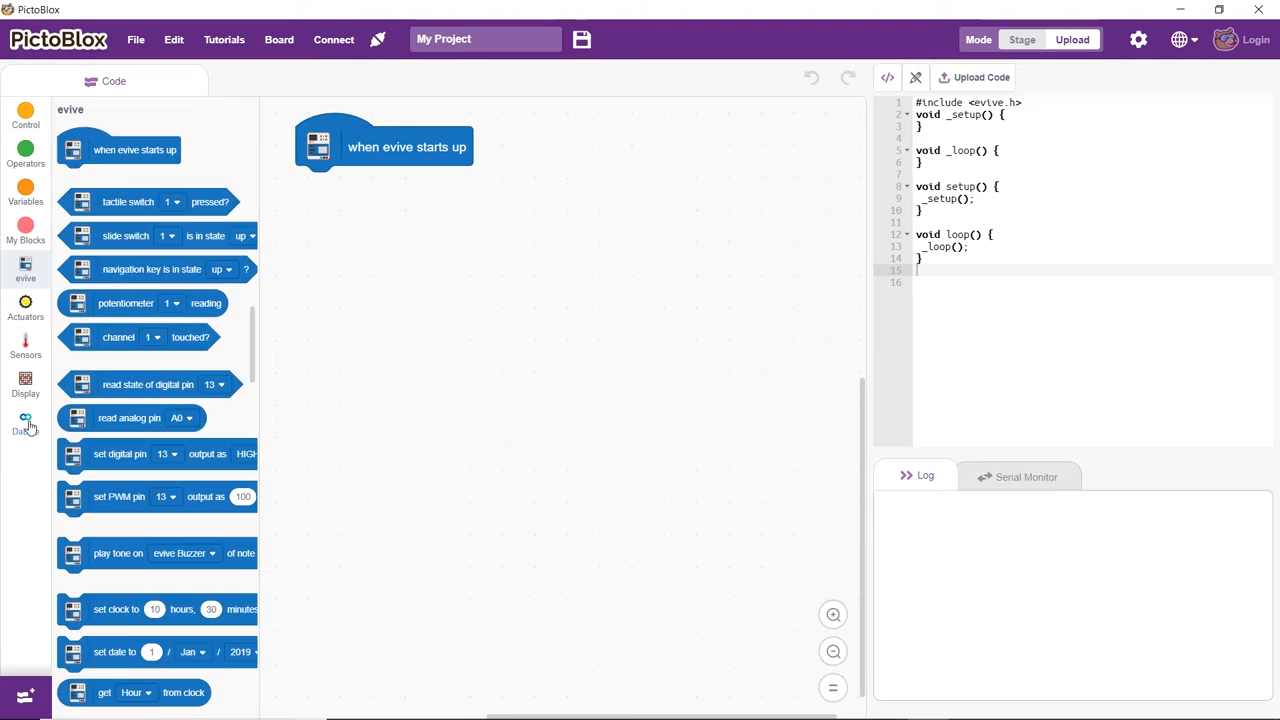 PictoBlox
PictoBlox File Edit Tutorials Board Connect My Project Mode Stage Upload Login
Code
</> Upload Code
Control
Operators
Variables
My Blocks
evive
Actuators
Sensors
Display
evive
when evive starts up
tactile switch 1 pressed?
slide switch 1 is in state up
navigation key is in state up ?
potentiometer 1 reading
channel 1 touched?
read state of digital pin 13
read analog pin A0
set digital pin 13 output as HIGH
set PWM pin 13 output as 100
play tone on evive Buzzer of note
set clock to 10 hours, 30 minutes
set date to 1 / Jan / 2019
get Hour from clock
when evive starts up
1 #include <evive.h>
2 void _setup() {
3 }
4
5 void _loop() {
6 }
7
8 void setup() {
9 _setup();
10 }
11
12 void loop() {
13 _loop();
14 }
15
16
Log Serial Monitor